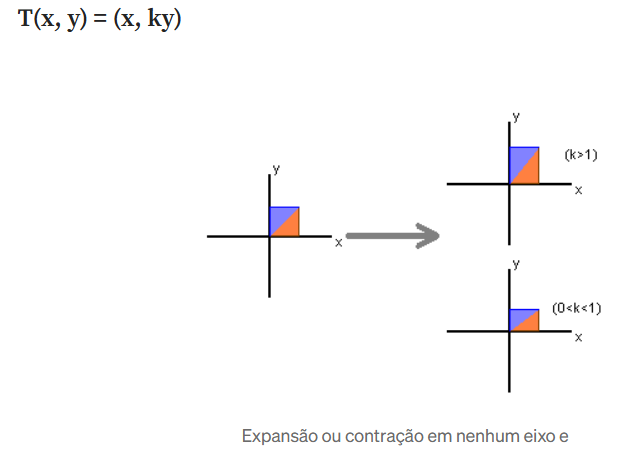 T(x, y) = (x, ky)
y
(k>1)
x
y
x
y
(0<k<1)
x
Expansão ou contração em nenhum eixo e